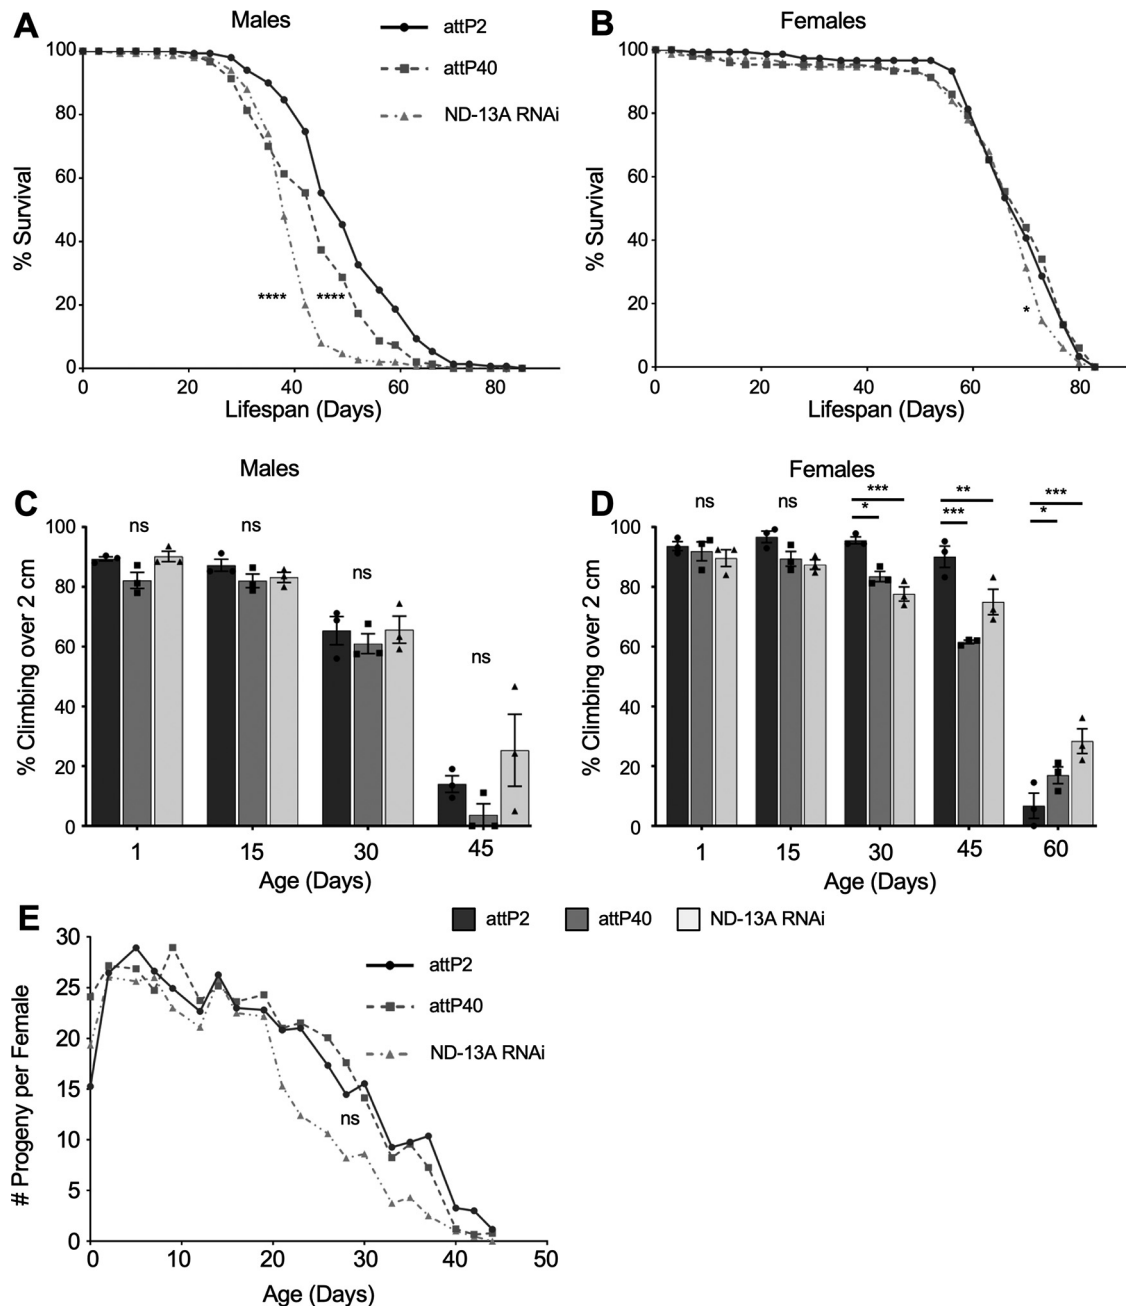 A
Males
attP2
attP40
ND-13A RNAi
100
80
60
40
20
0
% Survival
****
****
0
20
40
60
80
Lifespan (Days)
B
Females
100
80
60
40
20
0
% Survival
*
0
20
40
60
80
Lifespan (Days)
C
Males
100
80
60
40
20
0
% Climbing over 2 cm
ns
ns
ns
ns
1
15
30
45
Age (Days)
D
Females
100
80
60
40
20
0
% Climbing over 2 cm
ns
ns
***
*
**
***
***
*
1
15
30
45
60
Age (Days)
attP2
attP40
ND-13A RNAi
E
30
25
20
15
10
5
0
# Progeny per Female
attP2
attP40
ND-13A RNAi
ns
0
10
20
30
40
50
Age (Days)